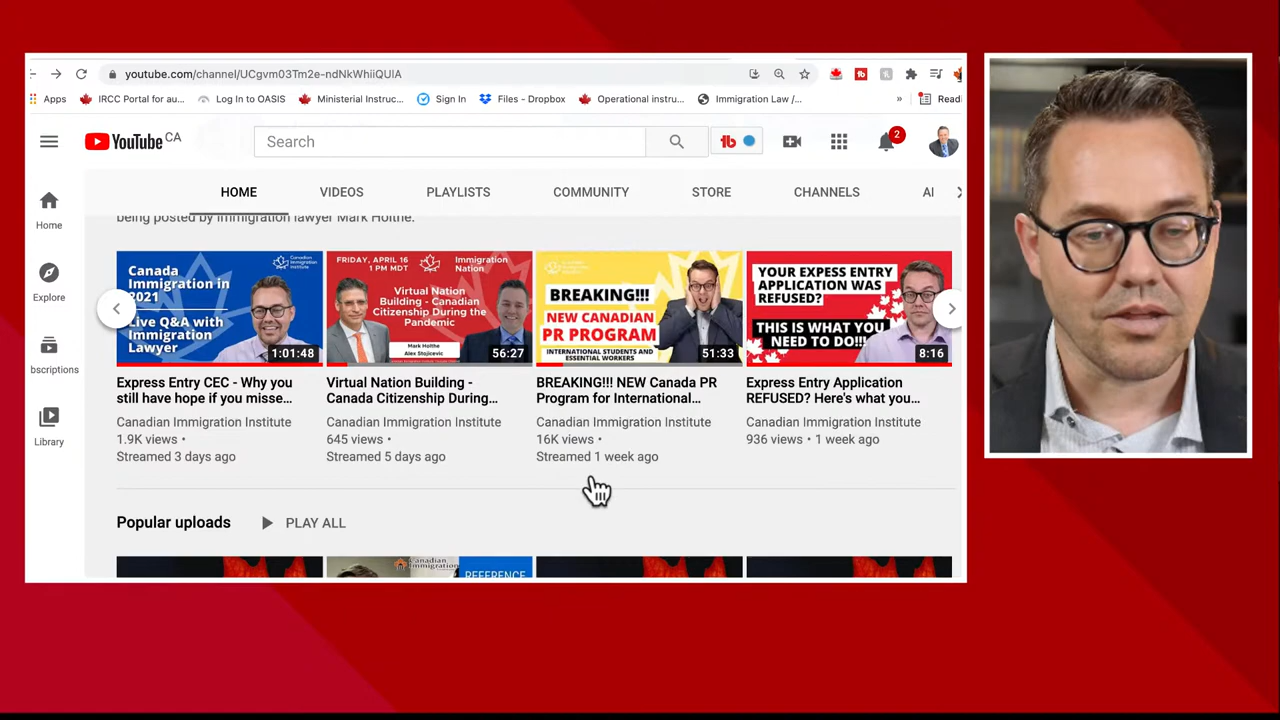 youtube.com/channel/UCgvm03Tm2e-ndNkWhiiQUIA
Apps IRCC Portal for au... Log In to OASIS Ministerial Instruc... Sign In Files - Dropbox Operational instru... Immigration Law /... » Readi
YouTube CA Search 2
HOME VIDEOS PLAYLISTS COMMUNITY STORE CHANNELS
Home
Explore
bscriptions
Library
being posted by immigration lawyer Mark Holthe.
Canada
Immigration in
2021
Live Q&A with
Immigration
Lawyer
Canadian
Immigration
Institute
1:01:48
Express Entry CEC - Why you
still have hope if you misse...
Canadian Immigration Institute
1.9K views •
Streamed 3 days ago
FRIDAY, APRIL 16
1 PM MDT
Immigration
Nation
Virtual Nation
Building - Canadian
Citizenship During the
Pandemic
Mark Holthe
Alex Stojicevic
56:27
Virtual Nation Building -
Canada Citizenship During...
Canadian Immigration Institute
645 views •
Streamed 5 days ago
BREAKING!!!
NEW CANADIAN
PR PROGRAM
INTERNATIONAL STUDENTS AND
ESSENTIAL WORKERS
51:33
BREAKING!!! NEW Canada PR
Program for International...
Canadian Immigration Institute
16K views •
Streamed 1 week ago
YOUR EXPESS ENTRY
APPLICATION WAS
REFUSED?
THIS IS WHAT YOU
NEED TO DO!!!
8:16
Express Entry Application
REFUSED? Here's what you...
Canadian Immigration Institute
936 views • 1 week ago
Popular uploads PLAY ALL
Canadian
Immigration
REFERENCE